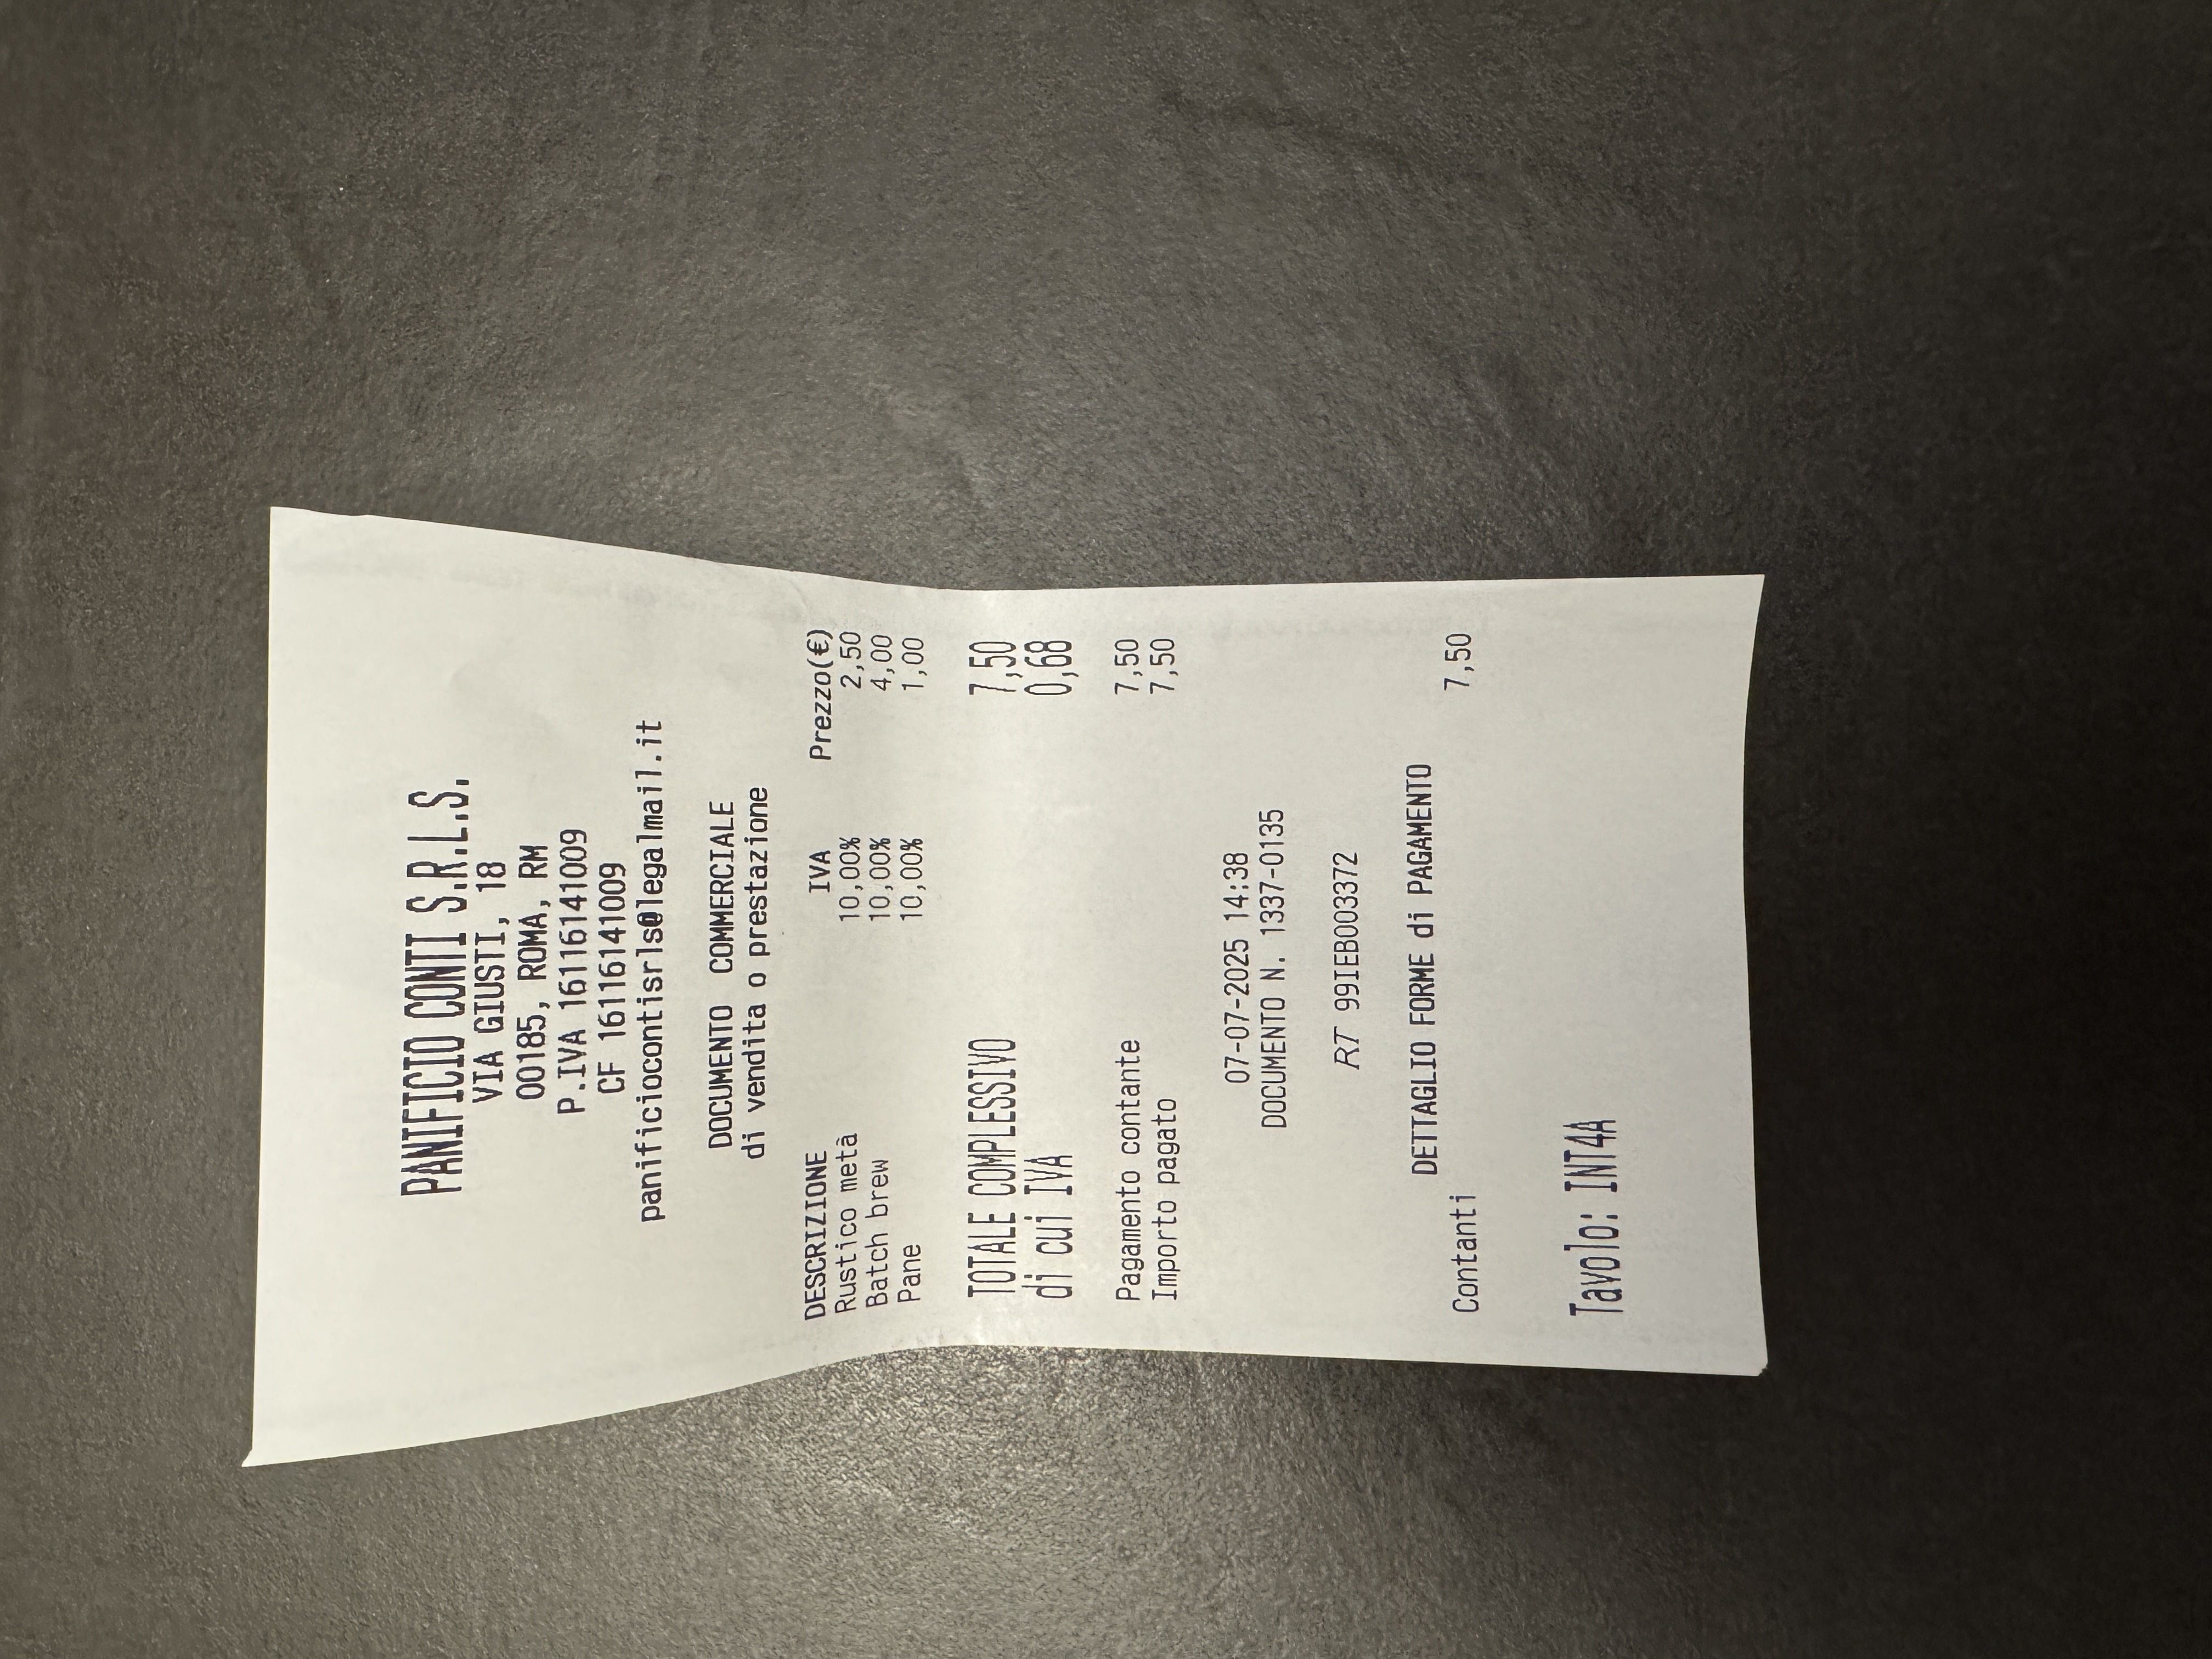 PANIFICIO CONTI S.R.L.S.
VIA GIUSTI, 18
00185, ROMA, RM
P.IVA 16116141009
CF 16116141009
panificiocontisrls@legalmail.it
DOCUMENTO COMMERCIALE
di vendita o prestazione
DESCRIZIONE IVA Prezzo(€)
Rustico metà 10,00% 2,50
Batch brew 10,00% 4,00
Pane 10,00% 1,00
TOTALE COMPLESSIVO 7,50
di cui IVA 0,68
Pagamento contante 7,50
Importo pagato 7,50
07-07-2025 14:38
DOCUMENTO N. 1337-0135
RT 99IEB003372
DETTAGLIO FORME di PAGAMENTO
Contanti 7,50
Tavolo: INT4A